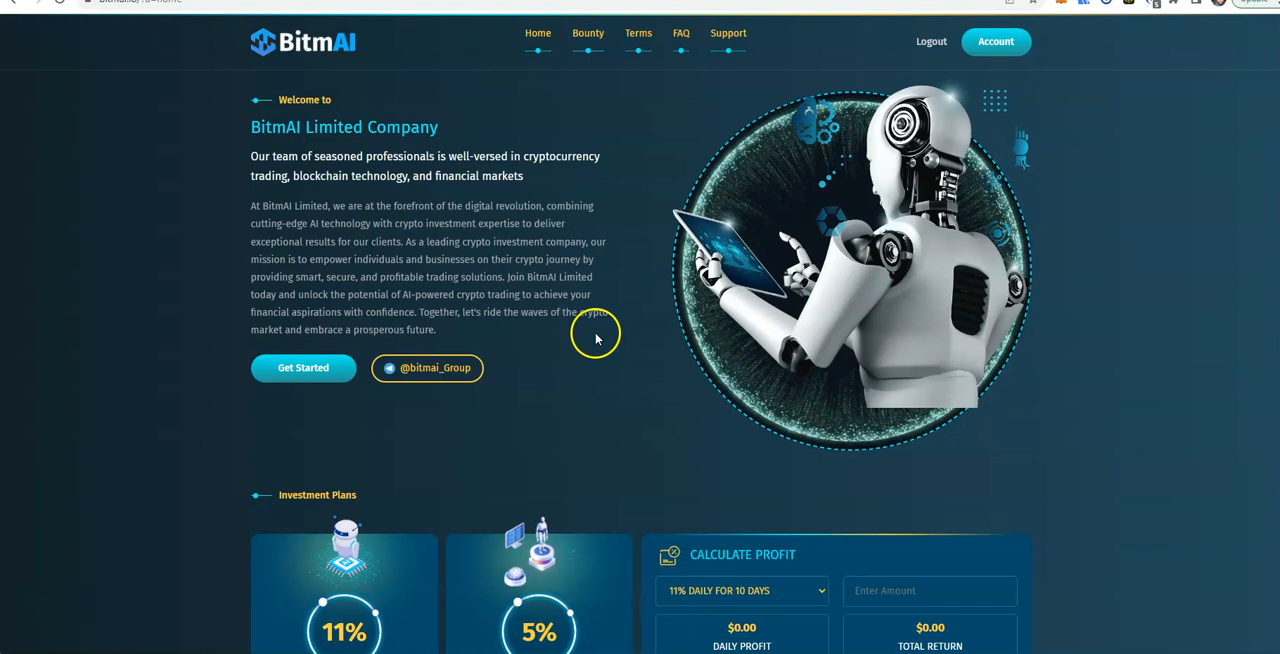 BitmAI
Home Bounty Terms FAQ Support
Logout Account
Welcome to
BitmAI Limited Company
Our team of seasoned professionals is well-versed in cryptocurrency
trading, blockchain technology, and financial markets
At BitmAI Limited, we are at the forefront of the digital revolution, combining
cutting-edge AI technology with crypto investment expertise to deliver
exceptional results for our clients. As a leading crypto investment company, our
mission is to empower individuals and businesses on their crypto journey by
providing smart, secure, and profitable trading solutions. Join BitmAI Limited
today and unlock the potential of AI-powered crypto trading to achieve your
financial aspirations with confidence. Together, let's ride the waves of the crypto
market and embrace a prosperous future.
Get Started @bitmai_Group
Investment Plans
11%
5%
CALCULATE PROFIT
11% DAILY FOR 10 DAYS Enter Amount
$0.00 $0.00
DAILY PROFIT TOTAL RETURN